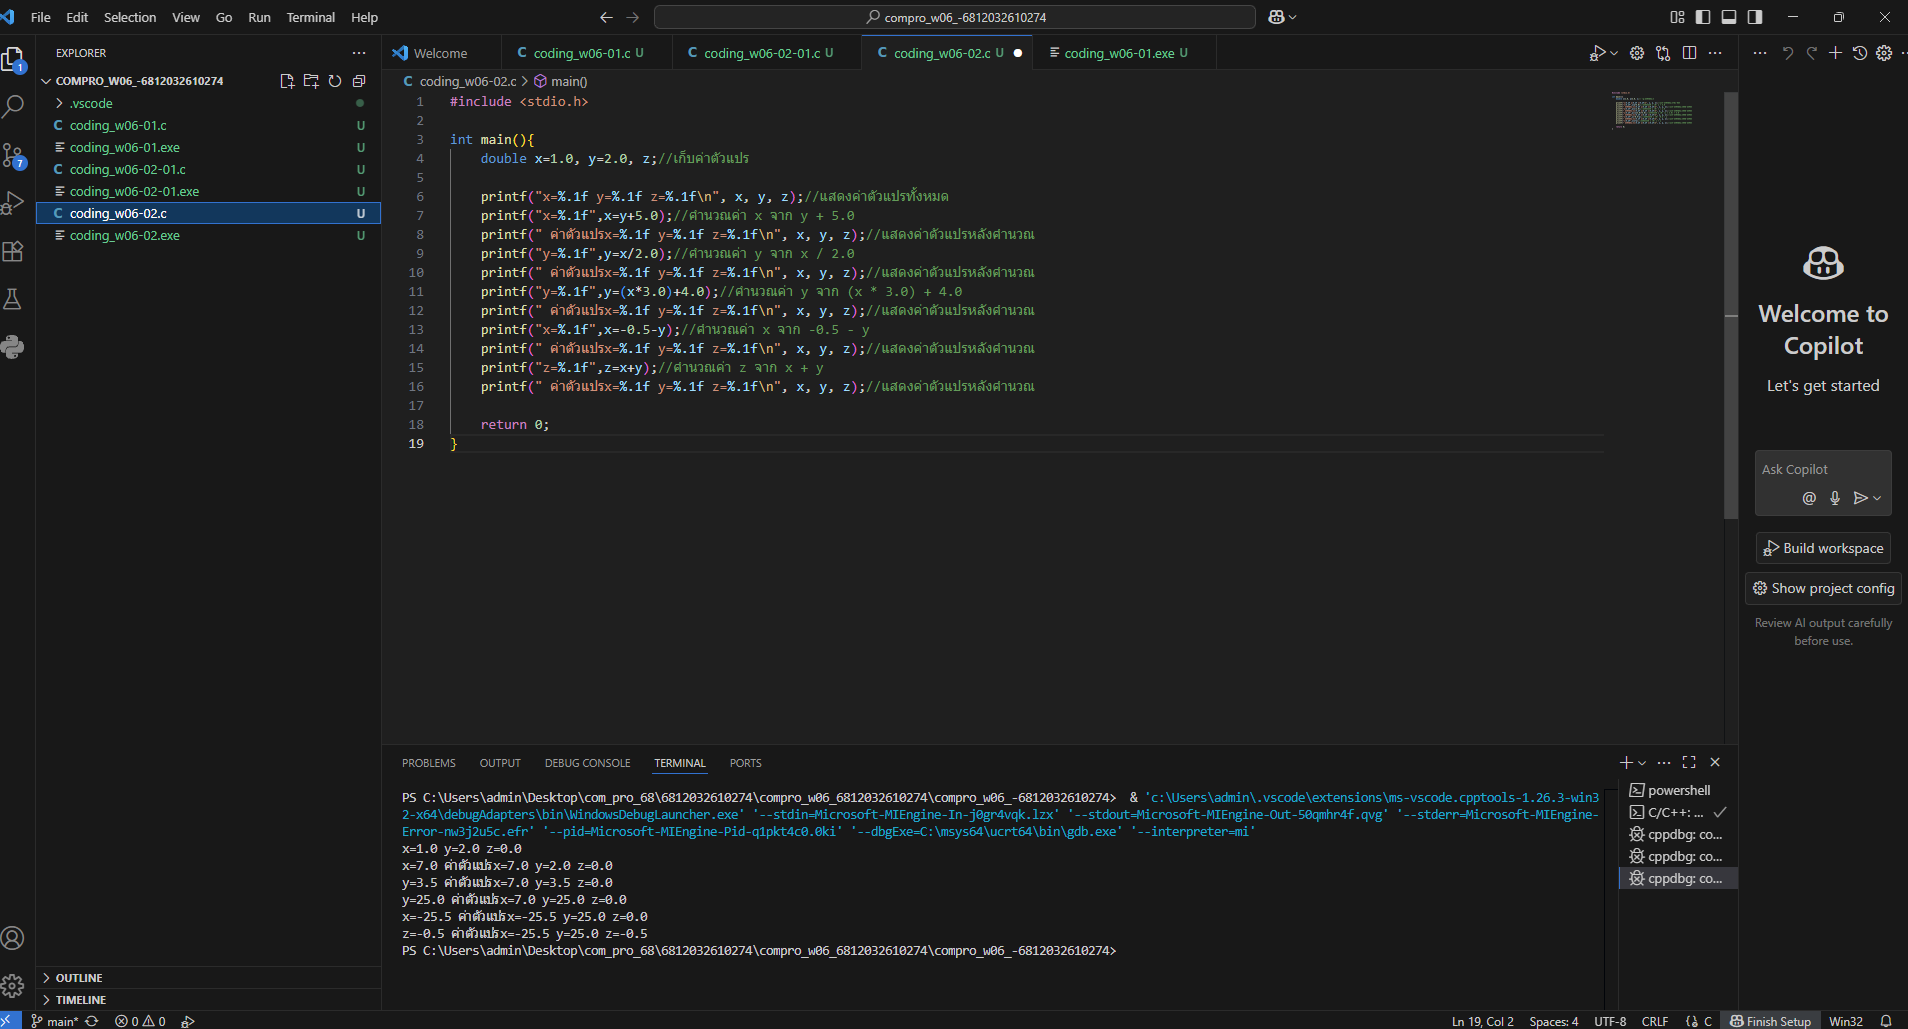 File Edit Selection View Go Run Terminal Help
compro_w06_-6812032610274
EXPLORER
COMPRO_W06_-6812032610274
.vscode
C coding_w06-01.c U
coding_w06-01.exe U
C coding_w06-02-01.c U
coding_w06-02-01.exe U
C coding_w06-02.c U
coding_w06-02.exe U
1
7
OUTLINE
TIMELINE
Welcome
C coding_w06-01.c U
C coding_w06-02-01.c U
C coding_w06-02.c U
coding_w06-01.exe U
C coding_w06-02.c > main()
1 #include <stdio.h>
2
3 int main(){
4 double x=1.0, y=2.0, z;//เก็บค่าตัวแปร
5
6 printf("x=%.1f y=%.1f z=%.1f\n", x, y, z);//แสดงค่าตัวแปรทั้งหมด
7 printf("x=%.1f",x=y+5.0);//คำนวณค่า x จาก y + 5.0
8 printf(" ค่าตัวแปรx=%.1f y=%.1f z=%.1f\n", x, y, z);//แสดงค่าตัวแปรหลังคำนวณ
9 printf("y=%.1f",y=x/2.0);//คำนวณค่า y จาก x / 2.0
10 printf(" ค่าตัวแปรx=%.1f y=%.1f z=%.1f\n", x, y, z);//แสดงค่าตัวแปรหลังคำนวณ
11 printf("y=%.1f",y=(x*3.0)+4.0);//คำนวณค่า y จาก (x * 3.0) + 4.0
12 printf(" ค่าตัวแปรx=%.1f y=%.1f z=%.1f\n", x, y, z);//แสดงค่าตัวแปรหลังคำนวณ
13 printf("x=%.1f",x=-0.5-y);//คำนวณค่า x จาก -0.5 - y
14 printf(" ค่าตัวแปรx=%.1f y=%.1f z=%.1f\n", x, y, z);//แสดงค่าตัวแปรหลังคำนวณ
15 printf("z=%.1f",z=x+y);//คำนวณค่า z จาก x + y
16 printf(" ค่าตัวแปรx=%.1f y=%.1f z=%.1f\n", x, y, z);//แสดงค่าตัวแปรหลังคำนวณ
17
18 return 0;
19 }
Welcome to
Copilot
Let's get started
Ask Copilot
Build workspace
Show project config
Review AI output carefully
before use.
PROBLEMS OUTPUT DEBUG CONSOLE TERMINAL PORTS
PS C:\Users\admin\Desktop\com_pro_68\6812032610274\compro_w06_6812032610274\compro_w06_-6812032610274> & 'c:\Users\admin\.vscode\extensions\ms-vscode.cpptools-1.26.3-win3
2-x64\debugAdapters\bin\WindowsDebugLauncher.exe' '--stdin=Microsoft-MIEngine-In-j0gr4vqk.lzx' '--stdout=Microsoft-MIEngine-Out-50qmhr4f.qvg' '--stderr=Microsoft-MIEngine-
Error-nw3j2u5c.efr' '--pid=Microsoft-MIEngine-Pid-q1pkt4c0.0ki' '--dbgExe=C:\msys64\ucrt64\bin\gdb.exe' '--interpreter=mi'
x=1.0 y=2.0 z=0.0
x=7.0 ค่าตัวแปรx=7.0 y=2.0 z=0.0
y=3.5 ค่าตัวแปรx=7.0 y=3.5 z=0.0
y=25.0 ค่าตัวแปรx=7.0 y=25.0 z=0.0
x=-25.5 ค่าตัวแปรx=-25.5 y=25.0 z=0.0
z=-0.5 ค่าตัวแปรx=-25.5 y=25.0 z=-0.5
PS C:\Users\admin\Desktop\com_pro_68\6812032610274\compro_w06_6812032610274\compro_w06_-6812032610274>
powershell
C/C++: ...
cppdbg: co...
cppdbg: co...
cppdbg: co...
main* 0 0
Ln 19, Col 2 Spaces: 4 UTF-8 CRLF {} C Finish Setup Win32